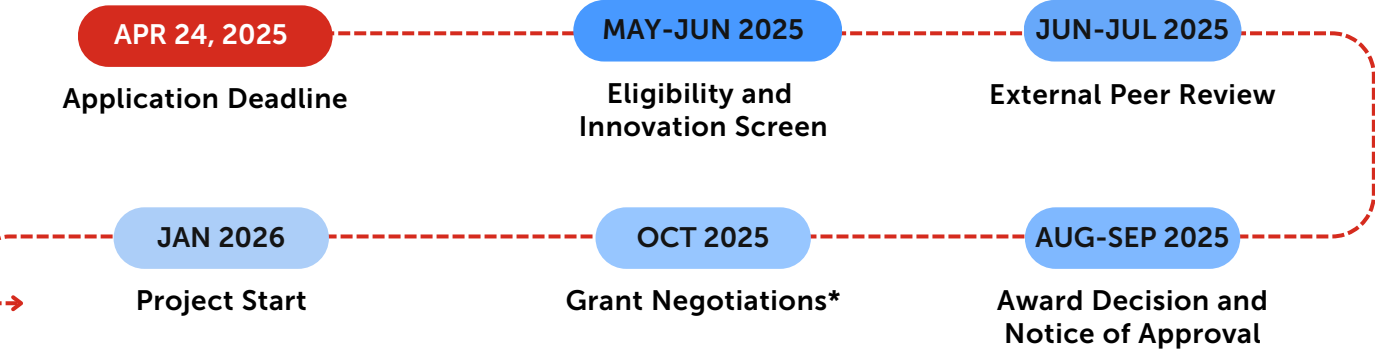 APR 24, 2025
Application Deadline
MAY-JUN 2025
Eligibility and
Innovation Screen
JUN-JUL 2025
External Peer Review
AUG-SEP 2025
Award Decision and
Notice of Approval
OCT 2025
Grant Negotiations*
JAN 2026
Project Start